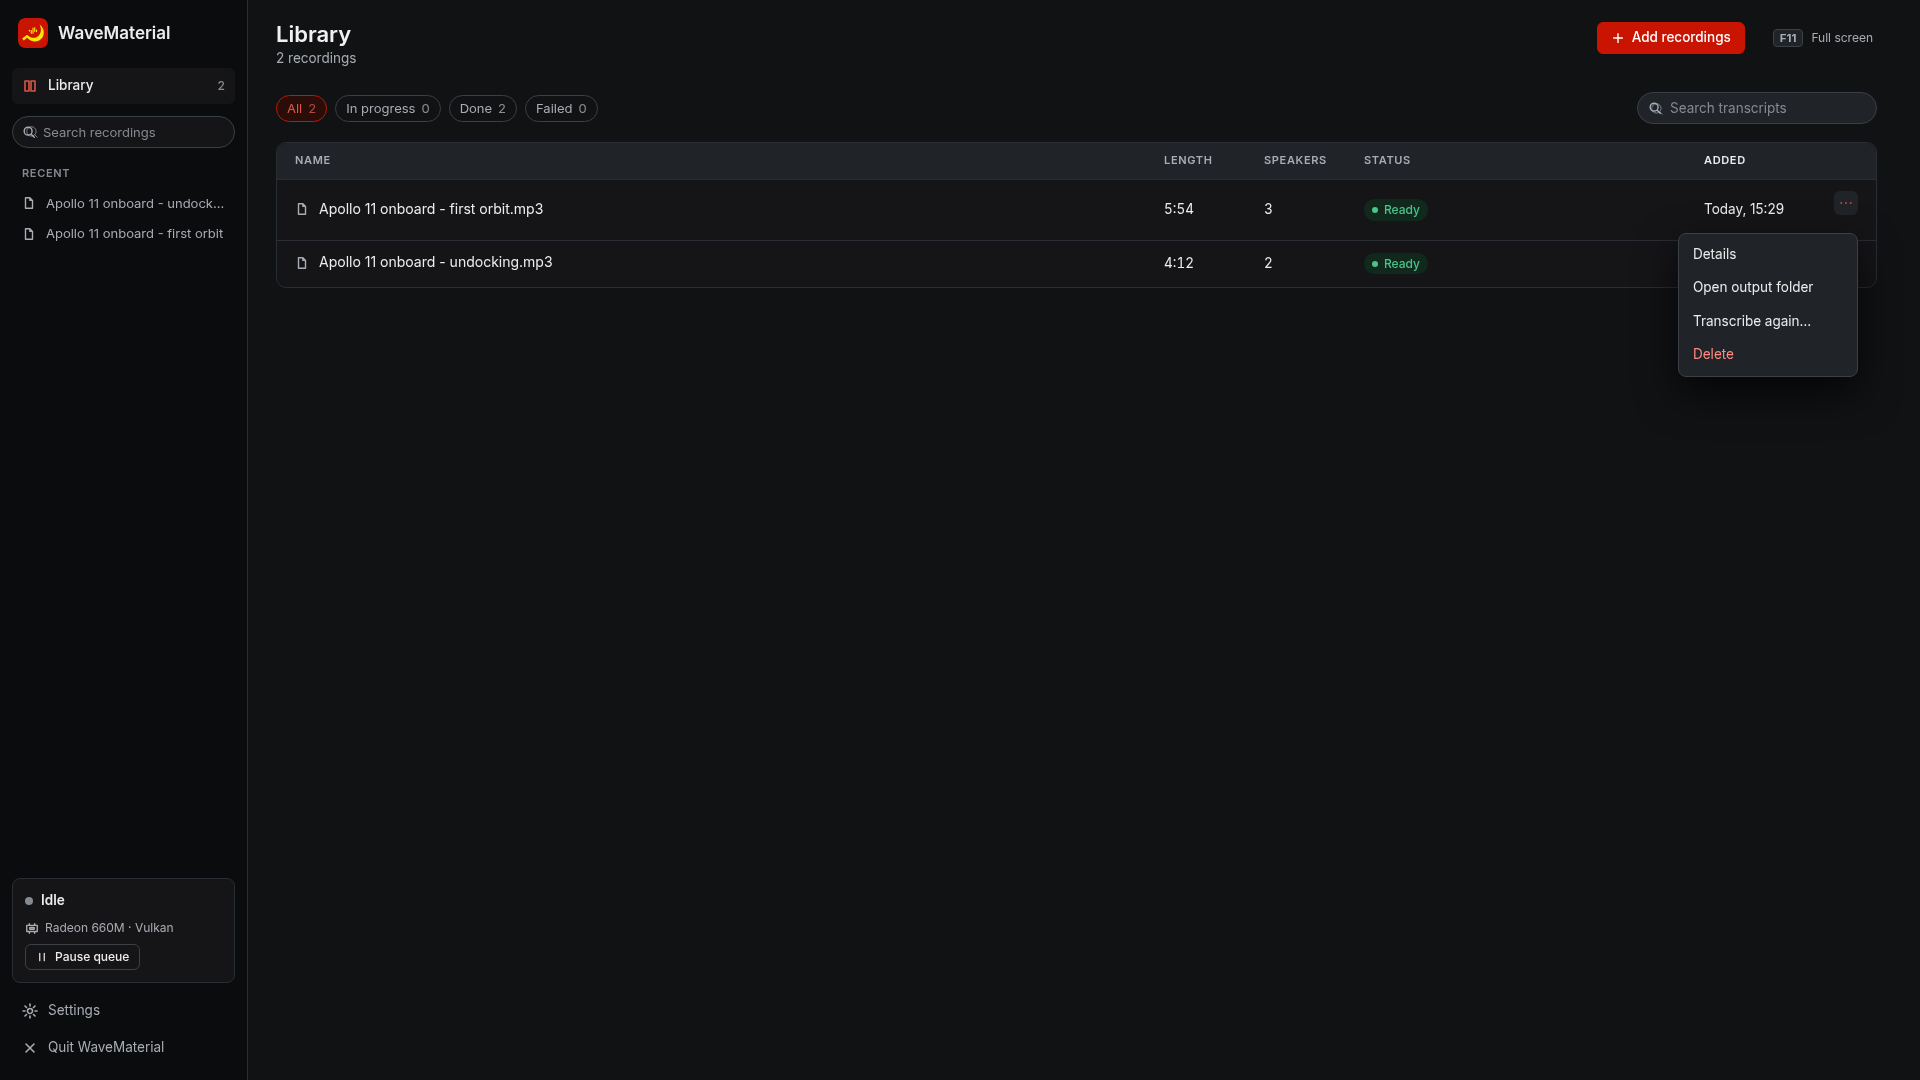 WaveMaterial
Library 2
Search recordings
RECENT
Apollo 11 onboard - undock...
Apollo 11 onboard - first orbit
Idle
Radeon 660M · Vulkan
Pause queue
Settings
Quit WaveMaterial
Library
2 recordings
Add recordings
F11 Full screen
All 2 In progress 0 Done 2 Failed 0
Search transcripts
NAME LENGTH SPEAKERS STATUS ADDED
Apollo 11 onboard - first orbit.mp3 5:54 3 Ready Today, 15:29
Apollo 11 onboard - undocking.mp3 4:12 2 Ready
Details
Open output folder
Transcribe again...
Delete